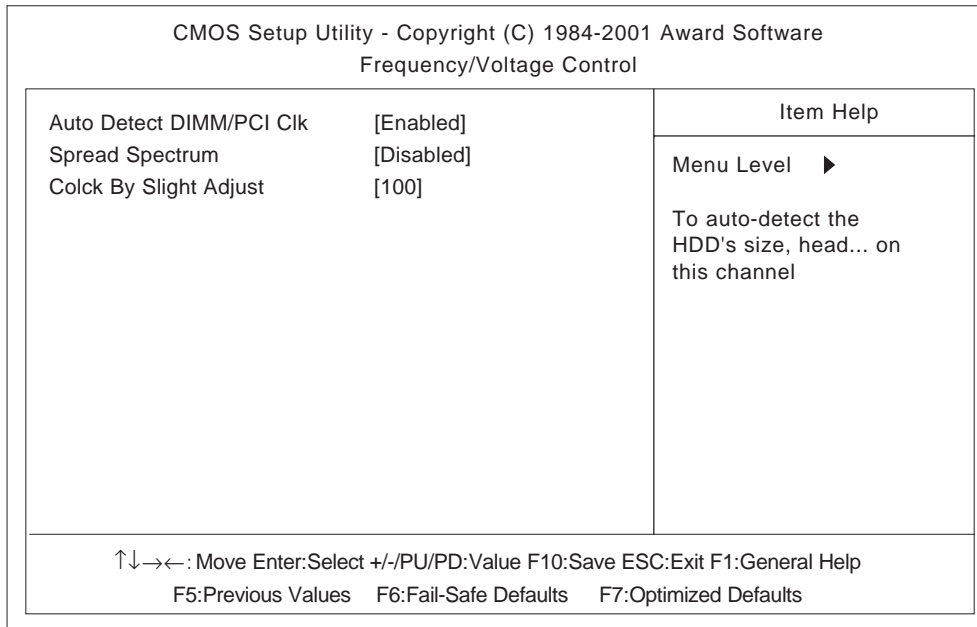 CMOS Setup Utility - Copyright (C) 1984-2001 Award Software
Frequency/Voltage Control
Auto Detect DIMM/PCI Clk [Enabled]
Spread Spectrum [Disabled]
Colck By Slight Adjust [100]
Item Help
Menu Level ▶
To auto-detect the
HDD's size, head... on
this channel
↑↓→←: Move Enter:Select +/-/PU/PD:Value F10:Save ESC:Exit F1:General Help
F5:Previous Values F6:Fail-Safe Defaults F7:Optimized Defaults